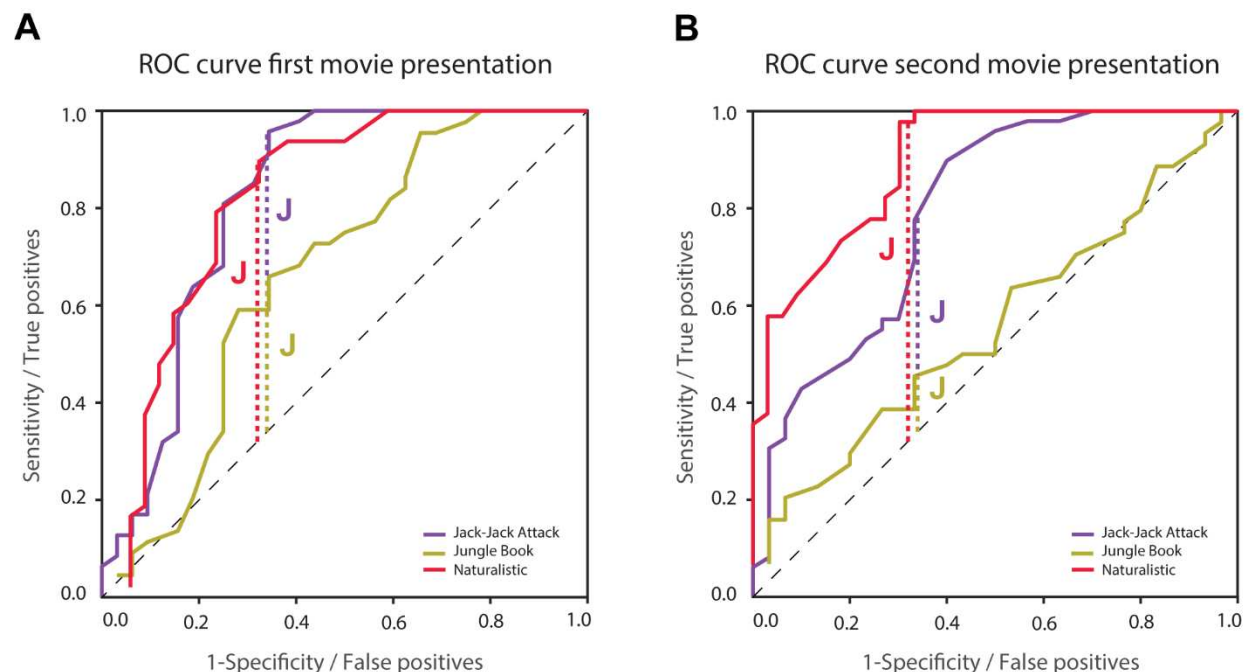 A
ROC curve first movie presentation
1.0
0.8
0.6
0.4
0.2
0.0
Sensitivity / True positives
J
J
J
Jack-Jack Attack
Jungle Book
Naturalistic
0.0 0.2 0.4 0.6 0.8 1.0
1-Specificity / False positives
B
ROC curve second movie presentation
1.0
0.8
0.6
0.4
0.2
0.0
Sensitivity / True positives
J
J
J
Jack-Jack Attack
Jungle Book
Naturalistic
0.0 0.2 0.4 0.6 0.8 1.0
1-Specificity / False positives